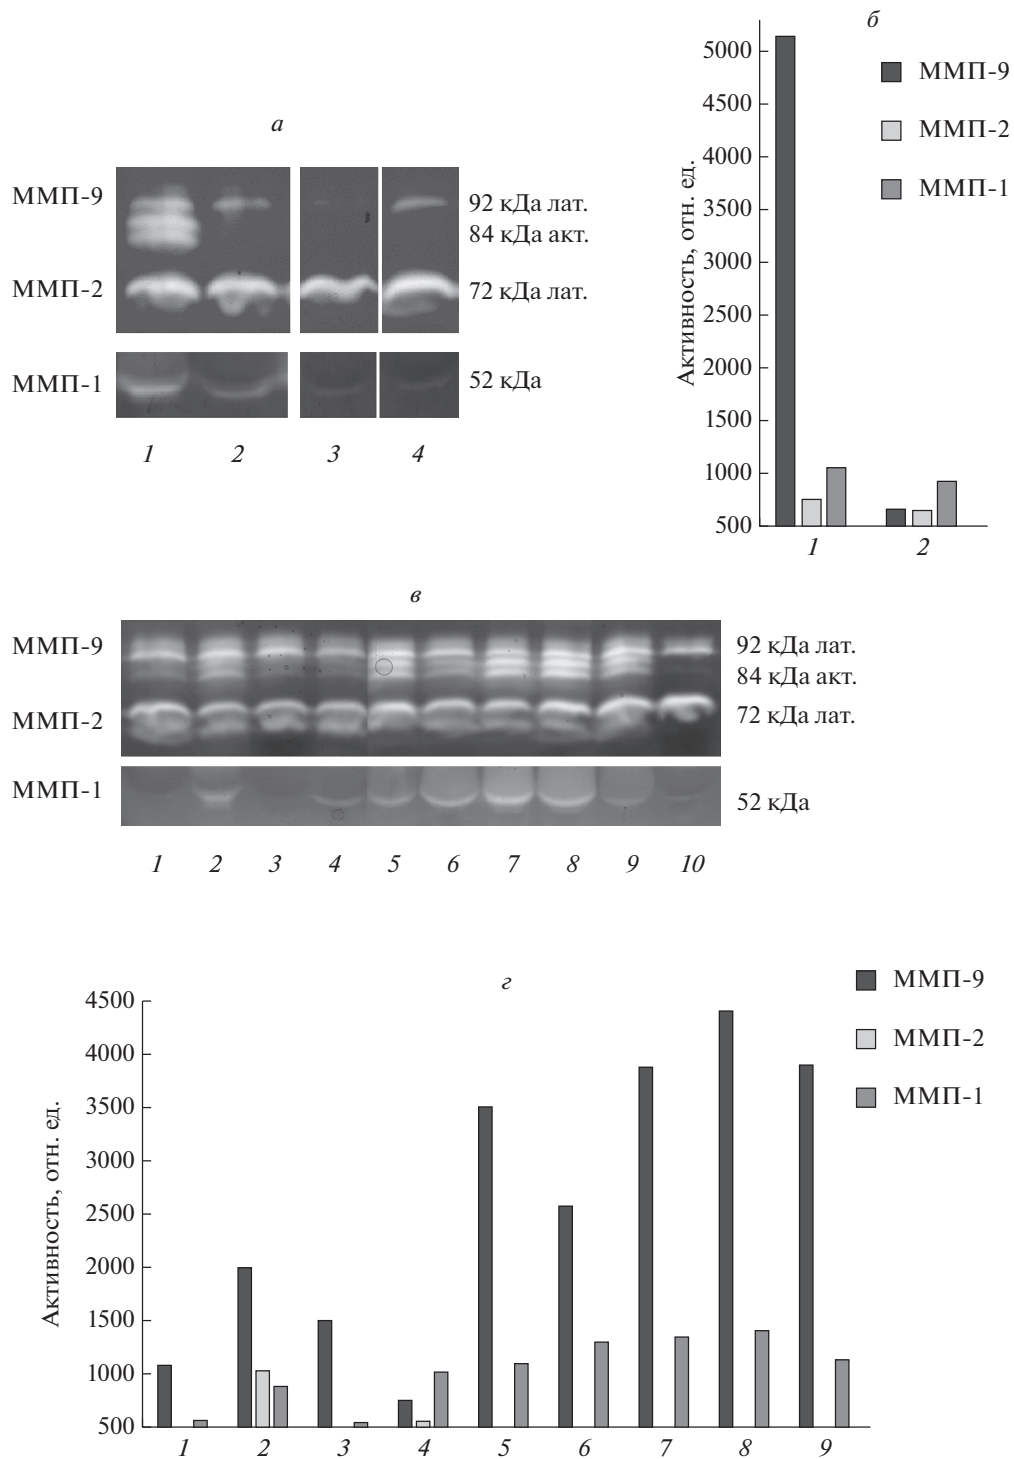 а
ММП-9
92 кДа лат.
84 кДа акт.
ММП-2
72 кДа лат.
ММП-1
52 кДа
1 2 3 4
б
Активность, отн. ед.
5000
4500
4000
3500
3000
2500
2000
1500
1000
500
1 2
ММП-9
ММП-2
ММП-1
в
ММП-9
92 кДа лат.
84 кДа акт.
ММП-2
72 кДа лат.
ММП-1
52 кДа
1 2 3 4 5 6 7 8 9 10
г
Активность, отн. ед.
4500
4000
3500
3000
2500
2000
1500
1000
500
1 2 3 4 5 6 7 8 9
ММП-9
ММП-2
ММП-1